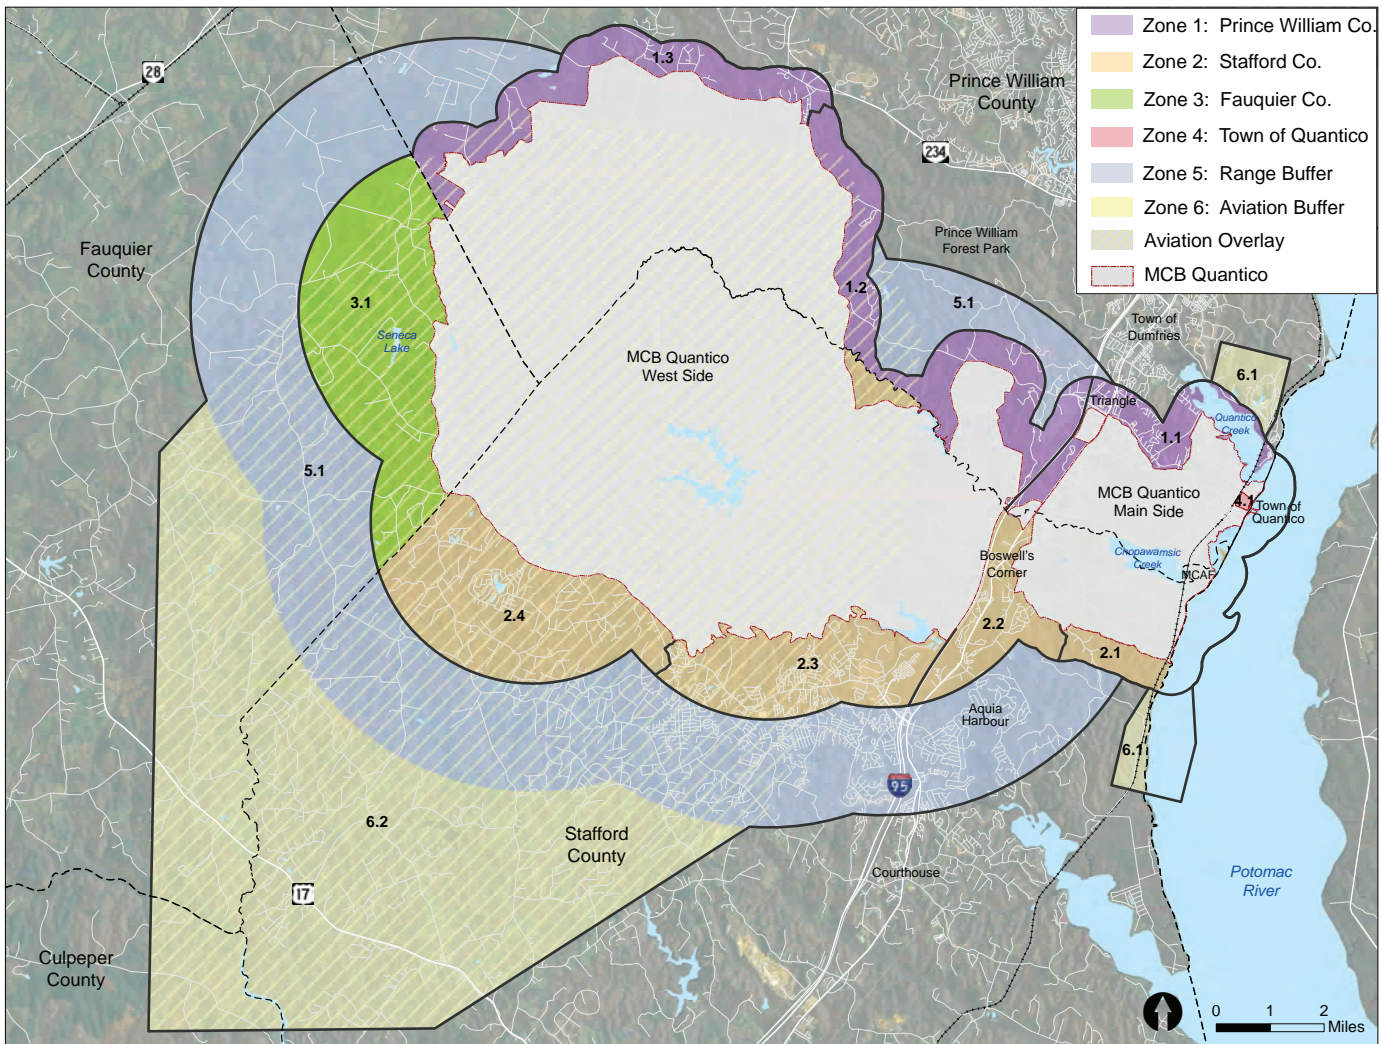 Zone 1: Prince William Co.
Zone 2: Stafford Co.
Zone 3: Fauquier Co.
Zone 4: Town of Quantico
Zone 5: Range Buffer
Zone 6: Aviation Buffer
Aviation Overlay
MCB Quantico
28
1.3
Prince William
County
234
Fauquier
County
Prince William
Forest Park
3.1
Seneca
Lake
1.2
5.1
Town of
Dumfries
MCB Quantico
West Side
6.1
Triangle
Quantico
Creek
1.1
5.1
MCB Quantico
Main Side
4.1
Town of
Quantico
Boswell's
Corner
Chopawamsic
Creek
MCAF
2.4
2.2
2.3
2.1
Aquia
Harbour
6.1
95
6.2
Stafford
County
17
Courthouse
Potomac
River
Culpeper
County
0 1 2
Miles